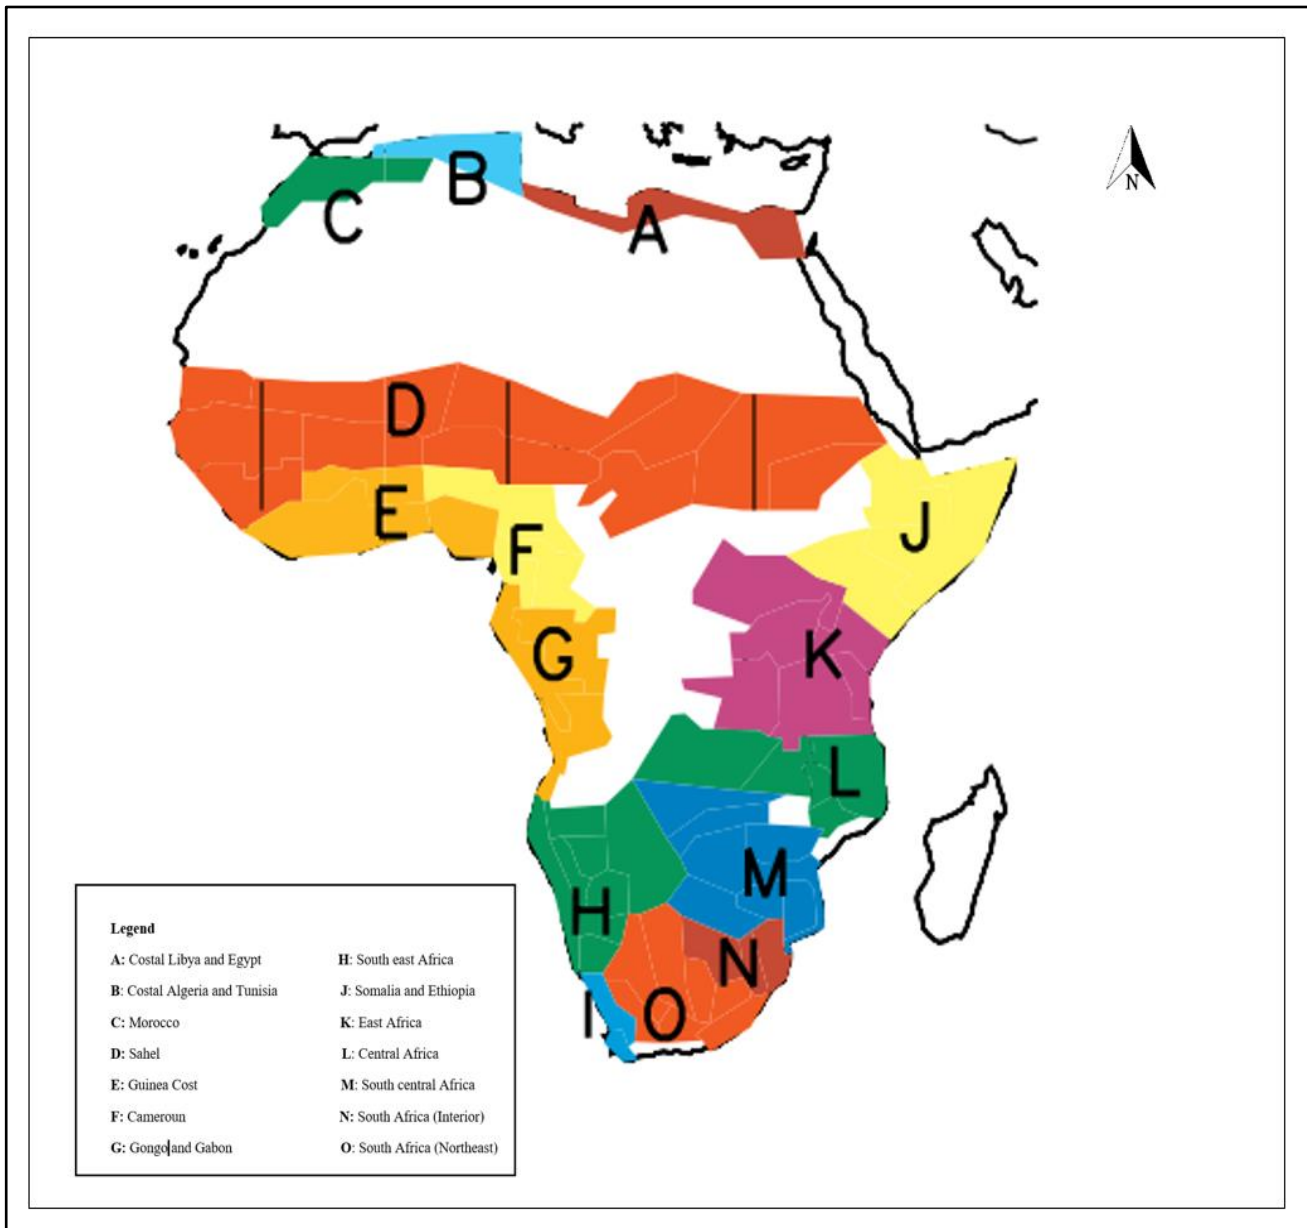 N
B
C
A
D
E
F
J
G
K
L
M
H
N
I
O
Legend
A: Costal Libya and Egypt
B: Costal Algeria and Tunisia
C: Morocco
D: Sahel
E: Guinea Cost
F: Cameroun
G: Gongo and Gabon
H: South east Africa
J: Somalia and Ethiopia
K: East Africa
L: Central Africa
M: South central Africa
N: South Africa (Interior)
O: South Africa (Northeast)